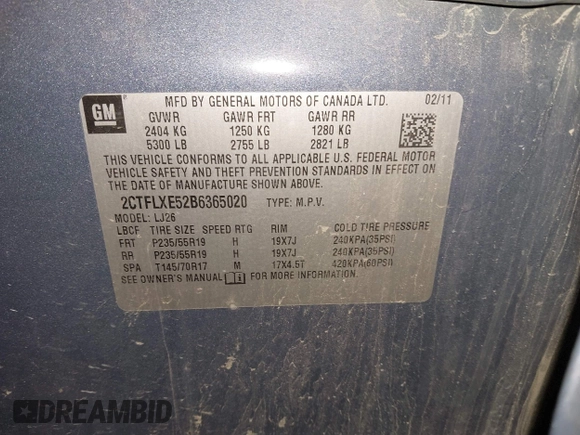 GM
MFD BY GENERAL MOTORS OF CANADA LTD. 02/11
GVWR GAWR FRT GAWR RR
2404 KG 1250 KG 1280 KG
5300 LB 2755 LB 2821 LB
THIS VEHICLE CONFORMS TO ALL APPLICABLE U.S. FEDERAL MOTOR
VEHICLE SAFETY AND THEFT PREVENTION STANDARDS IN EFFECT ON
THE DATE OF MANUFACTURE SHOWN ABOVE.
2CTFLXE52B6365020 TYPE: M.P.V.
MODEL: LJ26
LBCF TIRE SIZE SPEED RTG RIM COLD TIRE PRESSURE
FRT P235/55R19 H 19X7J 240KPA(35PSI)
RR P235/55R19 H 19X7J 240KPA(35PSI)
SPA T145/70R17 M 17X4.5T 420KPA(60PSI)
SEE OWNER'S MANUAL FOR MORE INFORMATION.
DREAMBID